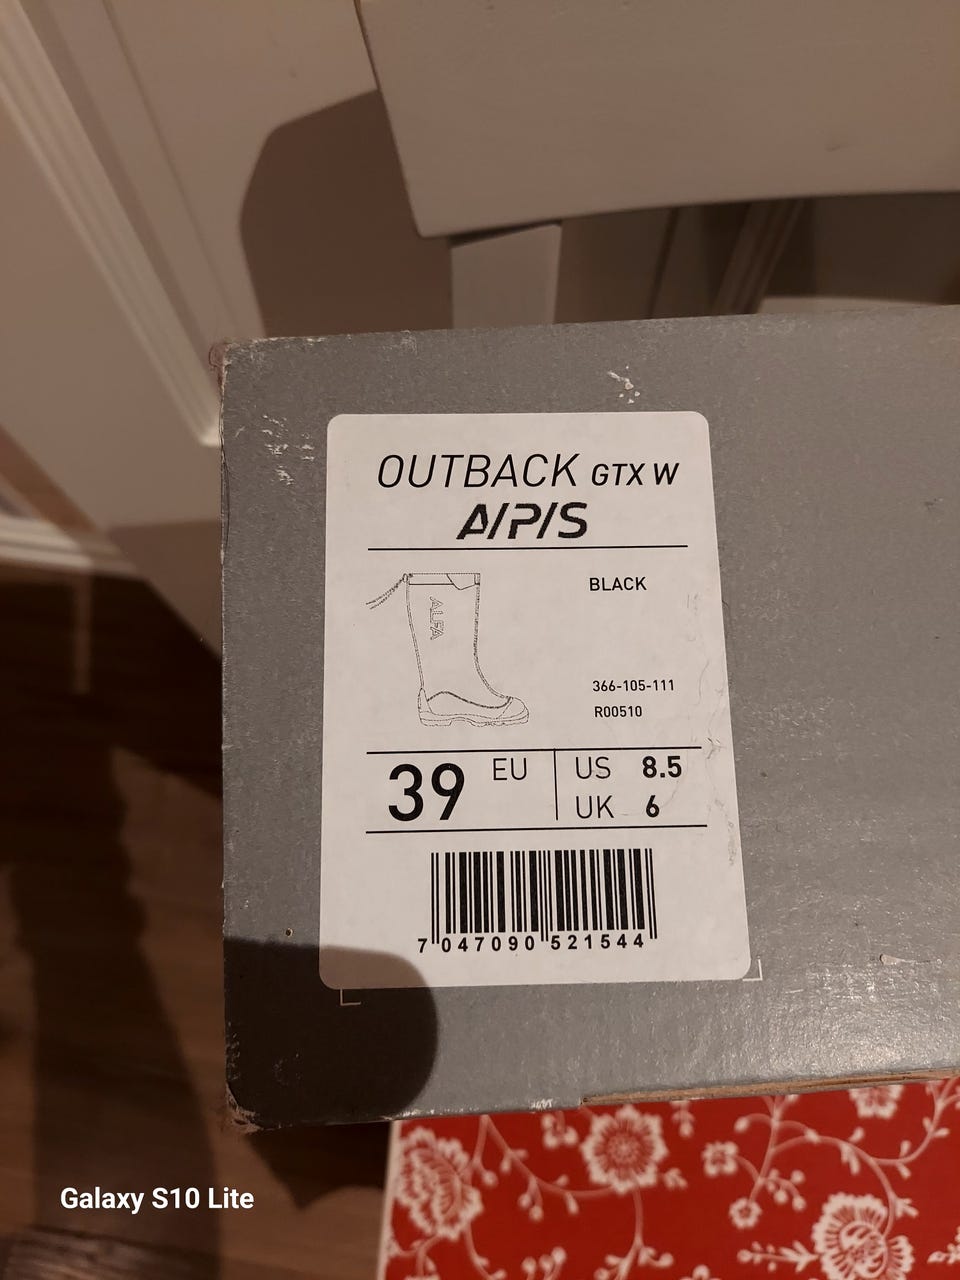 OUTBACK GTX W
A/P/S
BLACK
ALFA
366-105-111
R00510
39 EU
US 8.5
UK 6
7 047090 521544
Galaxy S10 Lite